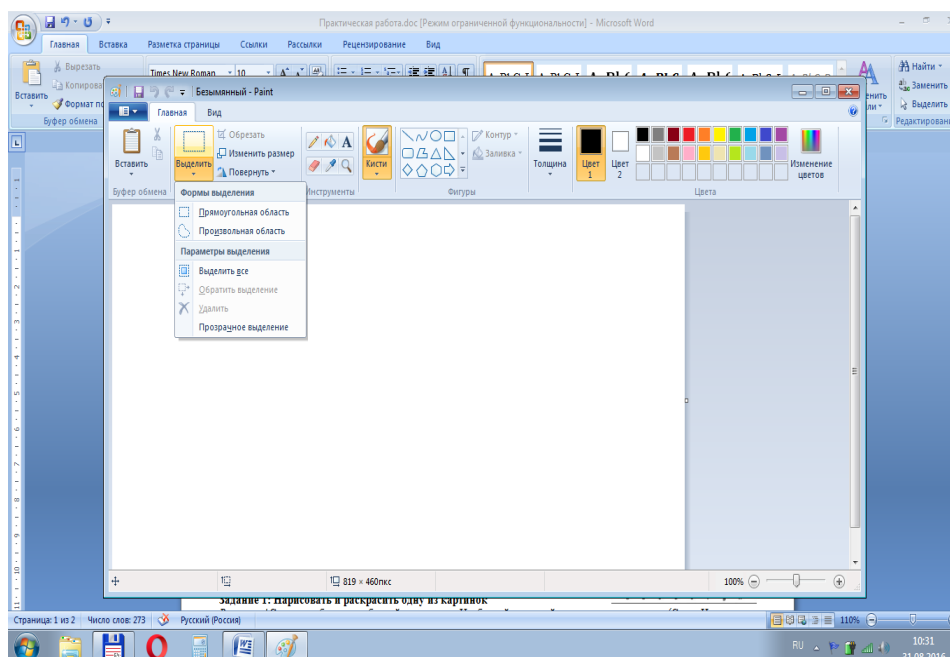 Практическая работа.doc [Режим ограниченной функциональности] - Microsoft Word
Главная Вставка Разметка страницы Ссылки Рассылки Рецензирование Вид
Вырезать
Вставить
Формат
Буфер обмена
Times New Roman 10
Найти
Заменить
Выделить
Редактирован
Безымянный - Paint
Главная Вид
Вставить
Выделить
Обрезать
Изменить размер
Повернуть
Кисти
Контур
Заливка
Толщина
Цвет 1
Цвет 2
Изменение цветов
Буфер обмена
Инструменты
Фигуры
Цвета
Формы выделения
Прямоугольная область
Произвольная область
Параметры выделения
Выделить все
Обратить выделение
Удалить
Прозрачное выделение
819 × 460пкс
100%
Задание 1: Нарисовать и раскрасить одну из картинок
Страница: 1 из 2 Число слов: 273 Русский (Россия) 110%
RU 10:31
21.08.2016